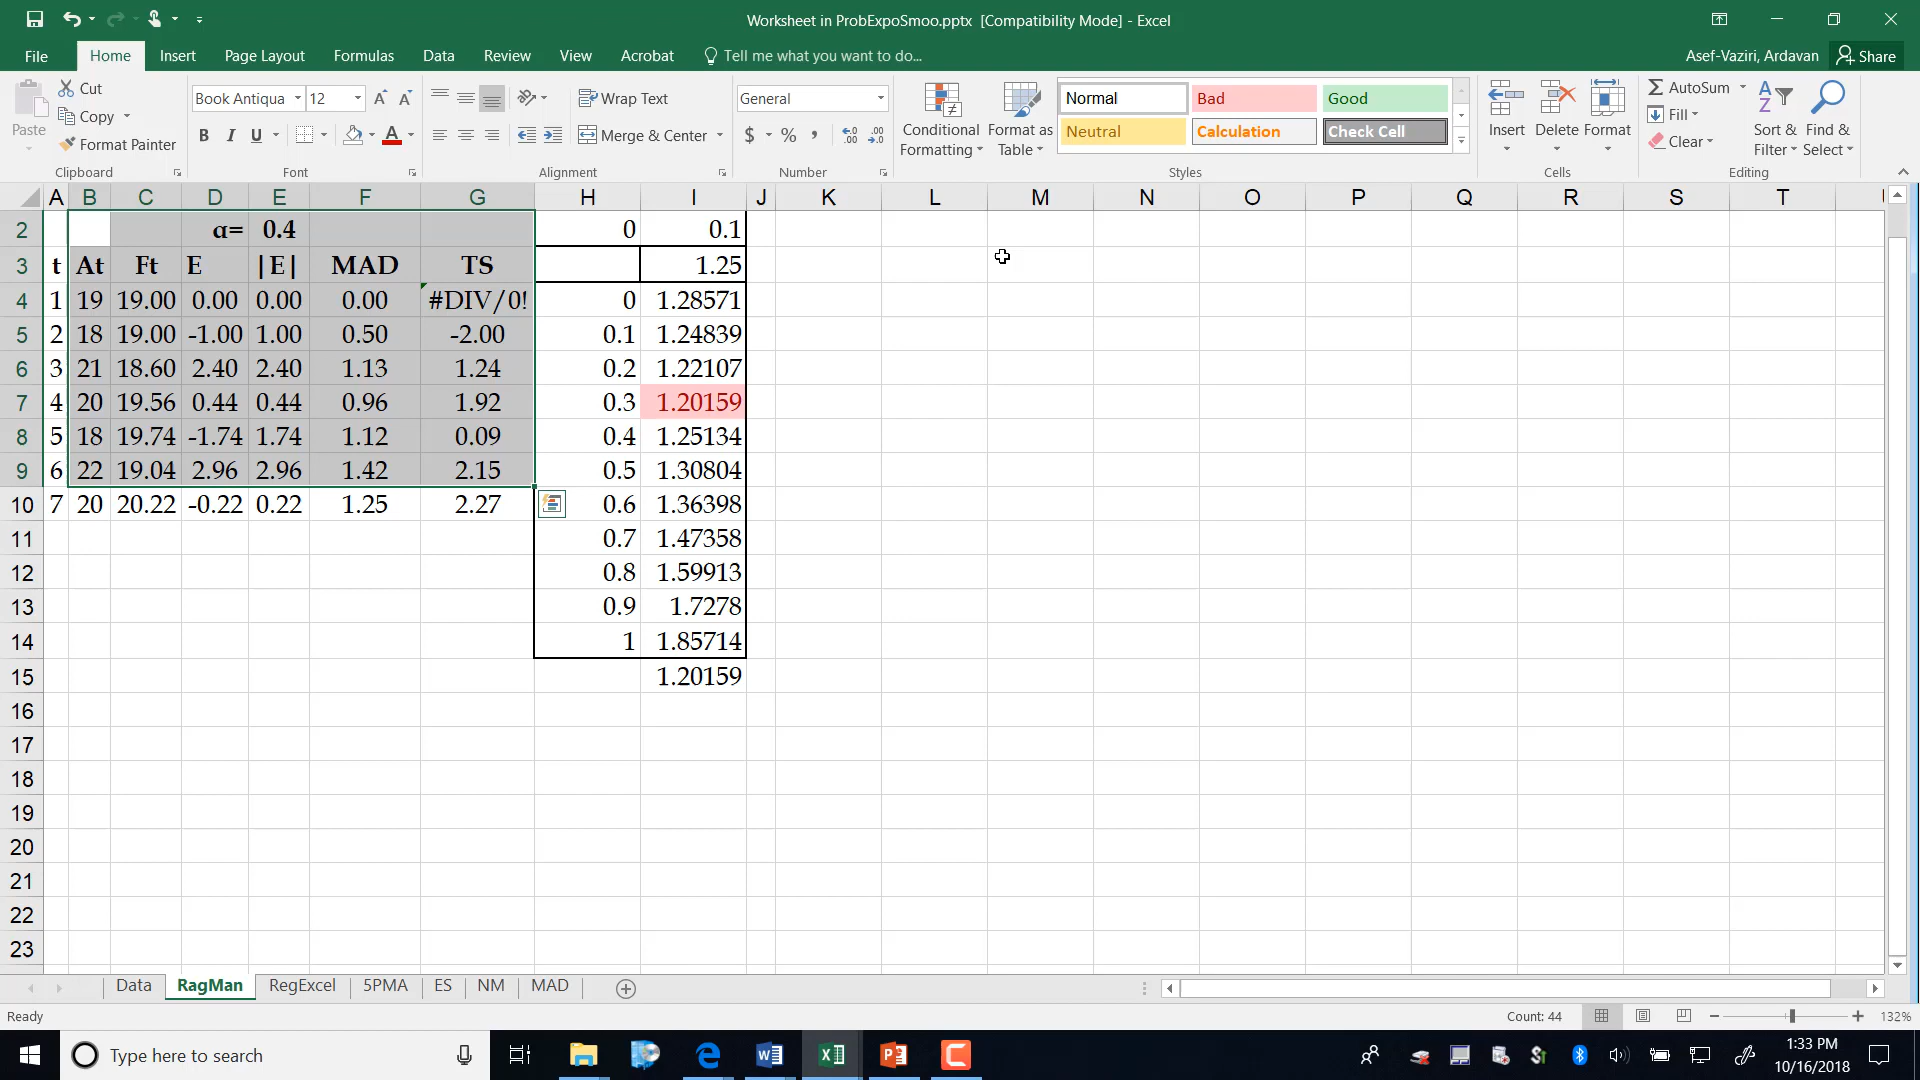 Worksheet in ProbExpoSmoo.pptx [Compatibility Mode] - Excel
File Home Insert Page Layout Formulas Data Review View Acrobat Tell me what you want to do... Asef-Vaziri, Ardavan Share
Paste Cut Copy Format Painter Clipboard
Book Antiqua 12 B I U A Font
Wrap Text Merge & Center Alignment
General $ % , Number
Conditional Formatting Format as Table
Normal Bad Good
Neutral Calculation Check Cell
Styles
Insert Delete Format Cells
AutoSum Fill Clear Sort & Filter Find & Select Editing
A B C D E F G H I J K L M N O P Q R S T
2 α= 0.4 0 0.1
3 t At Ft E |E| MAD TS 1.25
4 1 19 19.00 0.00 0.00 0.00 #DIV/0! 0 1.28571
5 2 18 19.00 -1.00 1.00 0.50 -2.00 0.1 1.24839
6 3 21 18.60 2.40 2.40 1.13 1.24 0.2 1.22107
7 4 20 19.56 0.44 0.44 0.96 1.92 0.3 1.20159
8 5 18 19.74 -1.74 1.74 1.12 0.09 0.4 1.25134
9 6 22 19.04 2.96 2.96 1.42 2.15 0.5 1.30804
10 7 20 20.22 -0.22 0.22 1.25 2.27 0.6 1.36398
11 0.7 1.47358
12 0.8 1.59913
13 0.9 1.7278
14 1 1.85714
15 1.20159
16
17
18
19
20
21
22
23
Data RagMan RegExcel 5PMA ES NM MAD
Ready Count: 44 132%
Type here to search
1:33 PM
10/16/2018